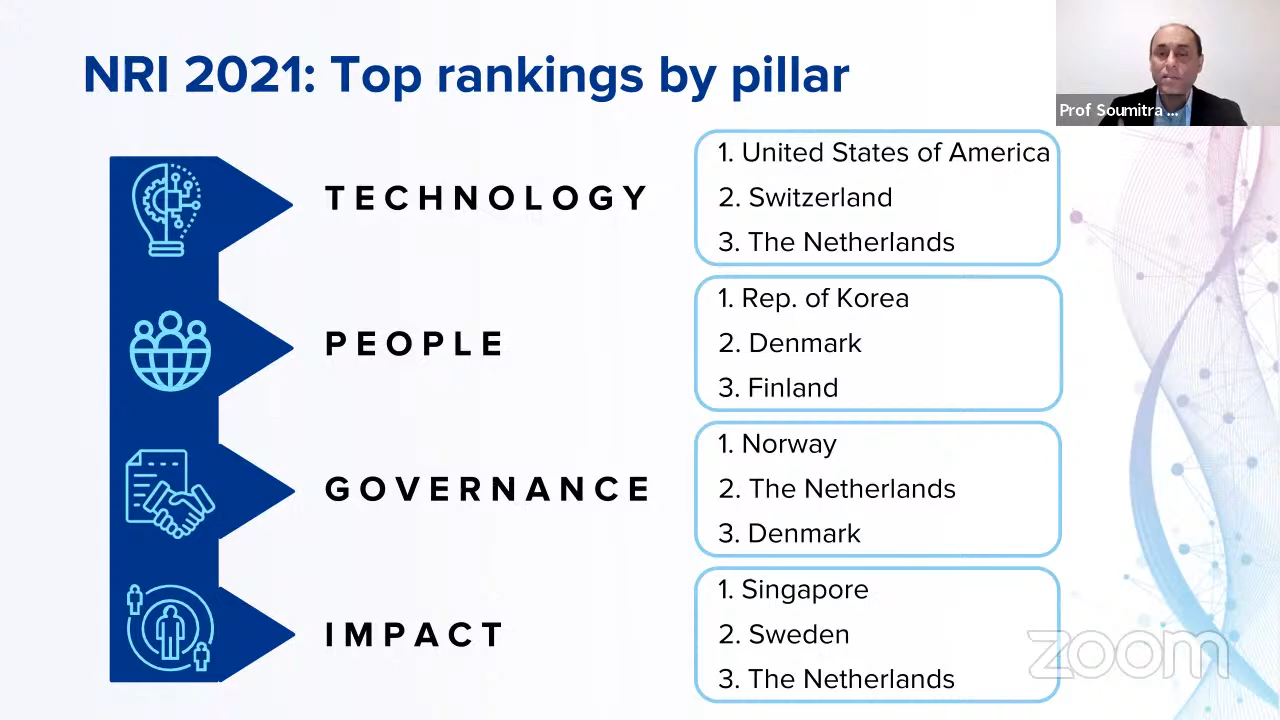 NRI 2021: Top rankings by pillar
Prof Soumitra ...
TECHNOLOGY
1. United States of America
2. Switzerland
3. The Netherlands
PEOPLE
1. Rep. of Korea
2. Denmark
3. Finland
GOVERNANCE
1. Norway
2. The Netherlands
3. Denmark
IMPACT
1. Singapore
2. Sweden
3. The Netherlands
zoom